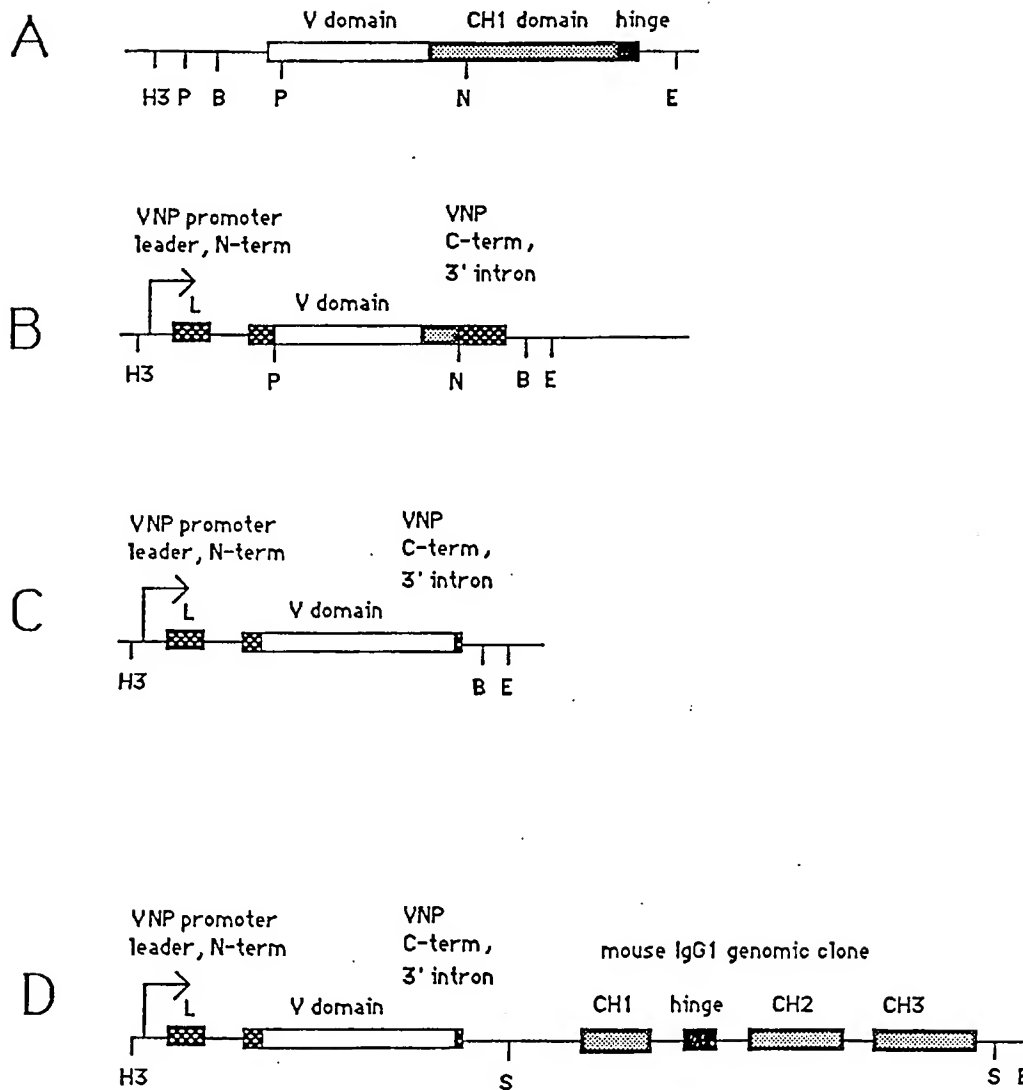 A
V domain CH1 domain hinge
H3 P B P N E
VNP promoter
leader, N-term
VNP
C-term,
3' intron
B
L
V domain
H3 P N B E
VNP promoter
leader, N-term
VNP
C-term,
3' intron
C
L
V domain
H3 B E
VNP promoter
leader, N-term
VNP
C-term,
3' intron
mouse IgG1 genomic clone
D
L
V domain
CH1 hinge CH2 CH3
H3 S S